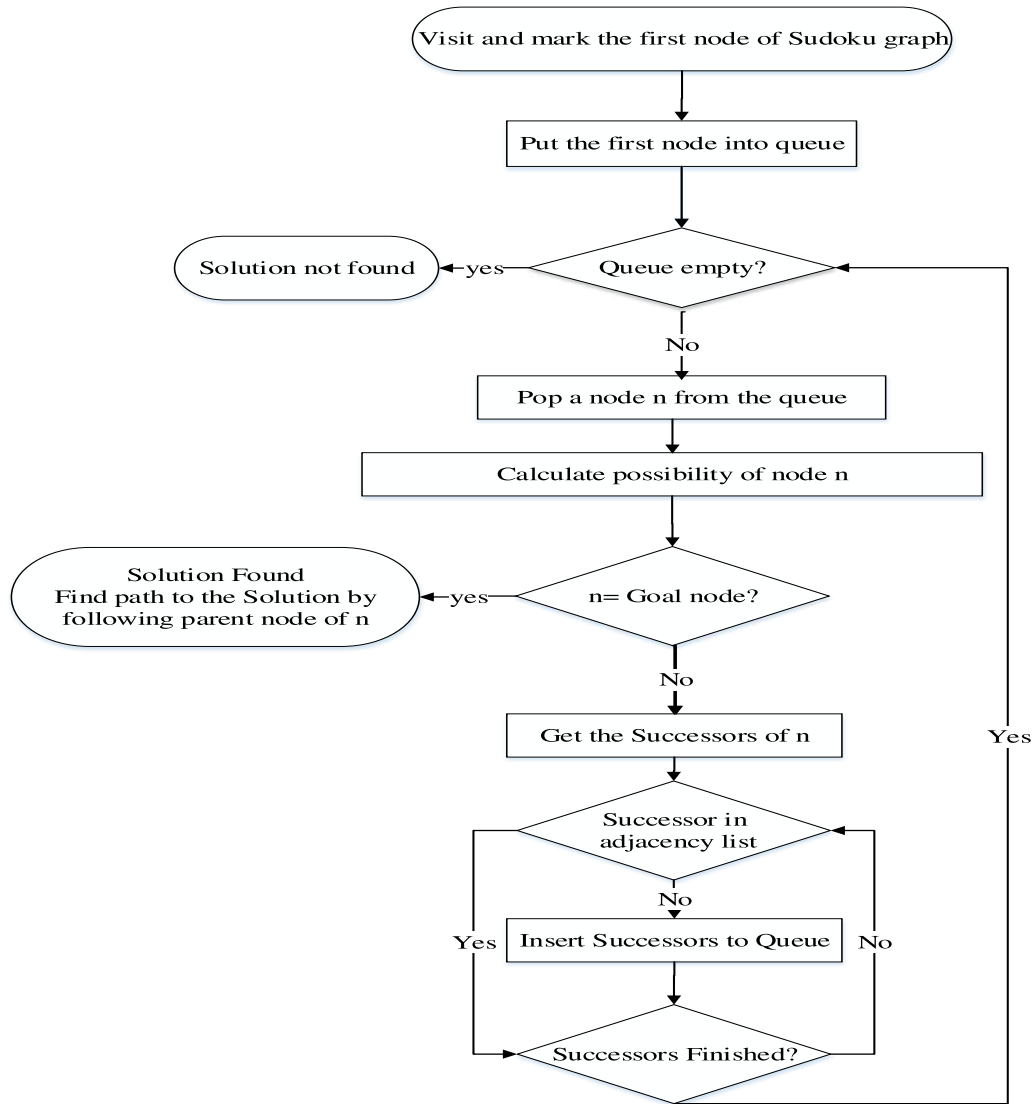 Visit and mark the first node of Sudoku graph
Put the first node into queue
Queue empty?
yes
Solution not found
No
Pop a node n from the queue
Calculate possibility of node n
n= Goal node?
yes
Solution Found
Find path to the Solution by
following parent node of n
No
Get the Successors of n
Yes
Successor in
adjacency list
No
Yes
Insert Successors to Queue
No
Successors Finished?